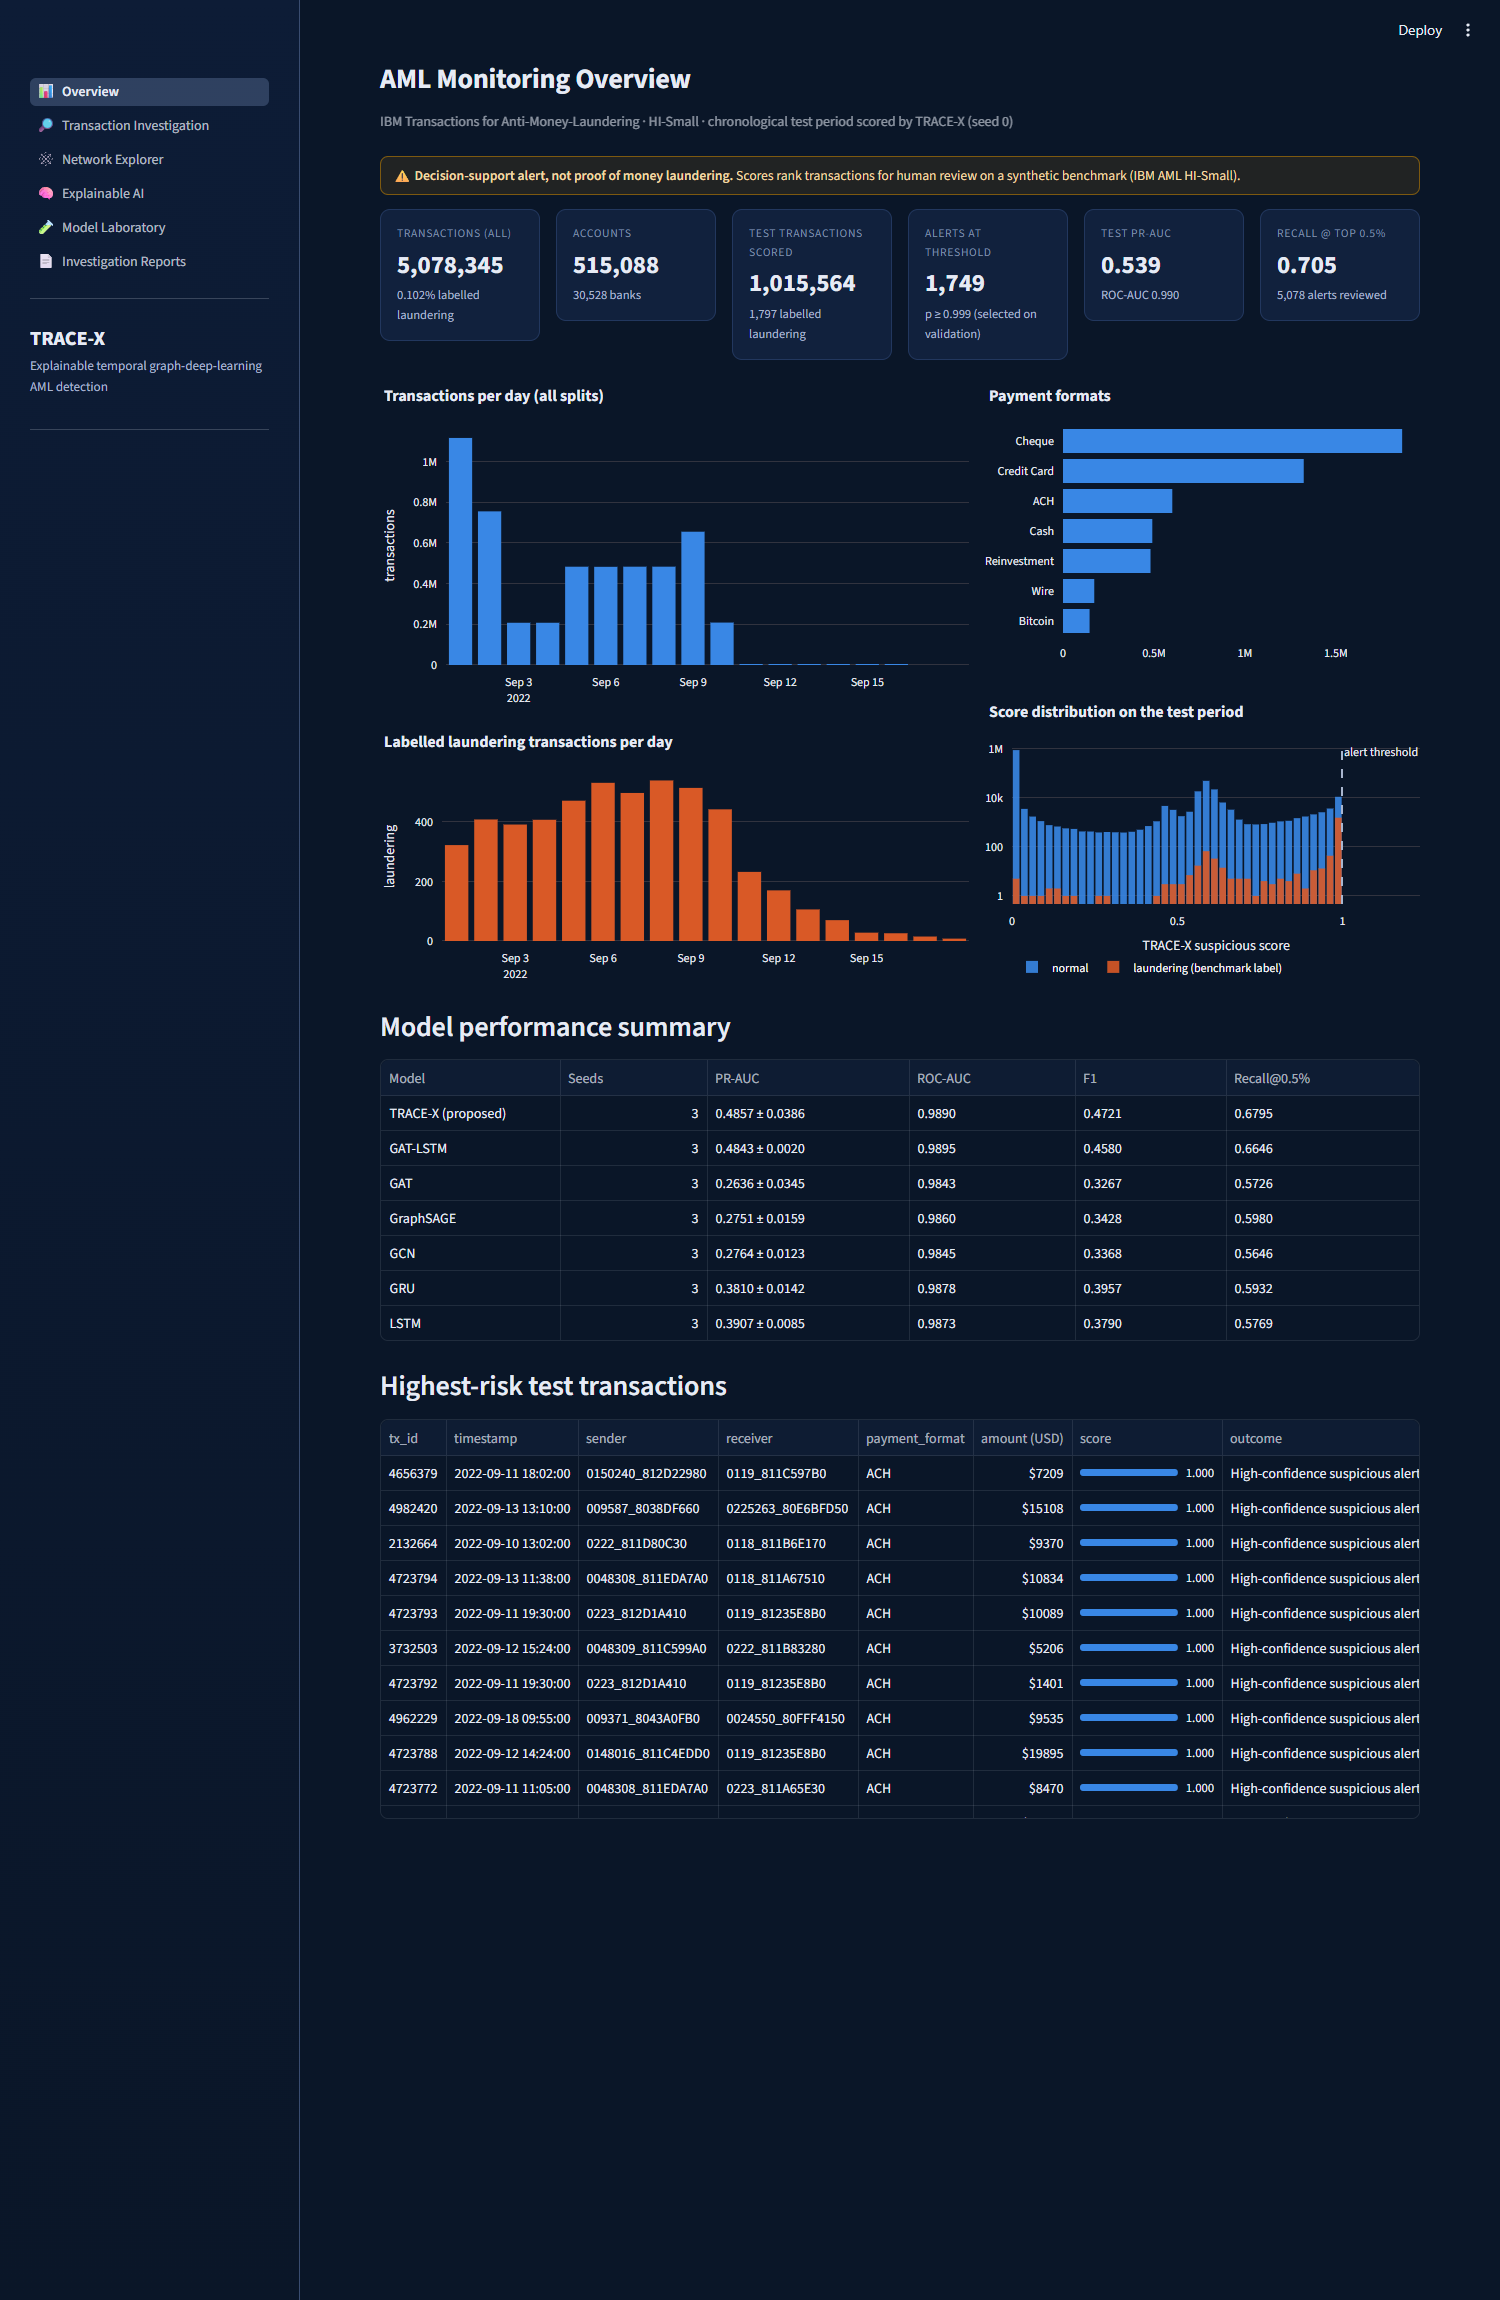 Deploy
Overview
Transaction Investigation
Network Explorer
Explainable AI
Model Laboratory
Investigation Reports
TRACE-X
Explainable temporal graph-deep-learning
AML detection
AML Monitoring Overview
IBM Transactions for Anti-Money-Laundering · HI-Small · chronological test period scored by TRACE-X (seed 0)
Decision-support alert, not proof of money laundering. Scores rank transactions for human review on a synthetic benchmark (IBM AML HI-Small).
TRANSACTIONS (ALL)
5,078,345
0.102% labelled
laundering
ACCOUNTS
515,088
30,528 banks
TEST TRANSACTIONS
SCORED
1,015,564
1,797 labelled
laundering
ALERTS AT
THRESHOLD
1,749
p ≥ 0.999 (selected on
validation)
TEST PR-AUC
0.539
ROC-AUC 0.990
RECALL @ TOP 0.5%
0.705
5,078 alerts reviewed
Transactions per day (all splits)
transactions
1M
0.8M
0.6M
0.4M
0.2M
0
Sep 3 Sep 6 Sep 9 Sep 12 Sep 15
2022
Payment formats
Cheque
Credit Card
ACH
Cash
Reinvestment
Wire
Bitcoin
0 0.5M 1M 1.5M
Labelled laundering transactions per day
laundering
400
200
0
Sep 3 Sep 6 Sep 9 Sep 12 Sep 15
2022
Score distribution on the test period
alert threshold
1M
10k
100
1
0 0.5 1
TRACE-X suspicious score
normal laundering (benchmark label)
Model performance summary
Model Seeds PR-AUC ROC-AUC F1 Recall@0.5%
TRACE-X (proposed) 3 0.4857 ± 0.0386 0.9890 0.4721 0.6795
GAT-LSTM 3 0.4843 ± 0.0020 0.9895 0.4580 0.6646
GAT 3 0.2636 ± 0.0345 0.9843 0.3267 0.5726
GraphSAGE 3 0.2751 ± 0.0159 0.9860 0.3428 0.5980
GCN 3 0.2764 ± 0.0123 0.9845 0.3368 0.5646
GRU 3 0.3810 ± 0.0142 0.9878 0.3957 0.5932
LSTM 3 0.3907 ± 0.0085 0.9873 0.3790 0.5769
Highest-risk test transactions
tx_id timestamp sender receiver payment_format amount (USD) score outcome
4656379 2022-09-11 18:02:00 0150240_812D22980 0119_811C597B0 ACH $7209 1.000 High-confidence suspicious alert
4982420 2022-09-13 13:10:00 009587_8038DF660 0225263_80E6BFD50 ACH $15108 1.000 High-confidence suspicious alert
2132664 2022-09-10 13:02:00 0222_811D80C30 0118_811B6E170 ACH $9370 1.000 High-confidence suspicious alert
4723794 2022-09-13 11:38:00 0048308_811EDA7A0 0118_811A67510 ACH $10834 1.000 High-confidence suspicious alert
4723793 2022-09-11 19:30:00 0223_812D1A410 0119_81235E8B0 ACH $10089 1.000 High-confidence suspicious alert
3732503 2022-09-12 15:24:00 0048309_811C599A0 0222_811B83280 ACH $5206 1.000 High-confidence suspicious alert
4723792 2022-09-11 19:30:00 0223_812D1A410 0119_81235E8B0 ACH $1401 1.000 High-confidence suspicious alert
4962229 2022-09-18 09:55:00 009371_8043A0FB0 0024550_80FFF4150 ACH $9535 1.000 High-confidence suspicious alert
4723788 2022-09-12 14:24:00 0148016_811C4EDD0 0119_81235E8B0 ACH $19895 1.000 High-confidence suspicious alert
4723772 2022-09-11 11:05:00 0048308_811EDA7A0 0223_811A65E30 ACH $8470 1.000 High-confidence suspicious alert